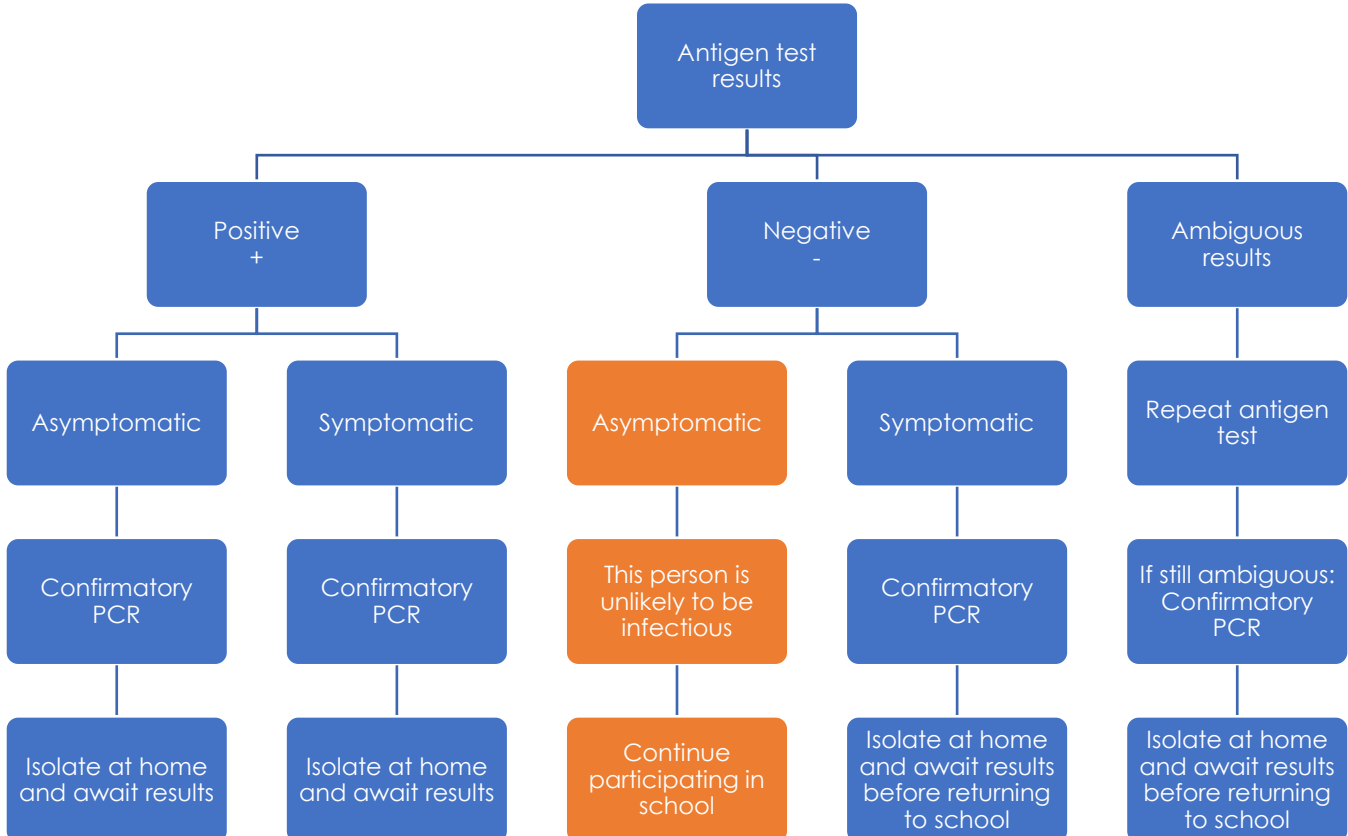 Antigen test
results
Positive
+
Negative
-
Ambiguous
results
Asymptomatic
Symptomatic
Asymptomatic
Symptomatic
Repeat antigen
test
Confirmatory
PCR
Confirmatory
PCR
This person is
unlikely to be
infectious
Confirmatory
PCR
If still ambiguous:
Confirmatory
PCR
Isolate at home
and await results
Isolate at home
and await results
Continue
participating in
school
Isolate at home
and await results
before returning
to school
Isolate at home
and await results
before returning
to school